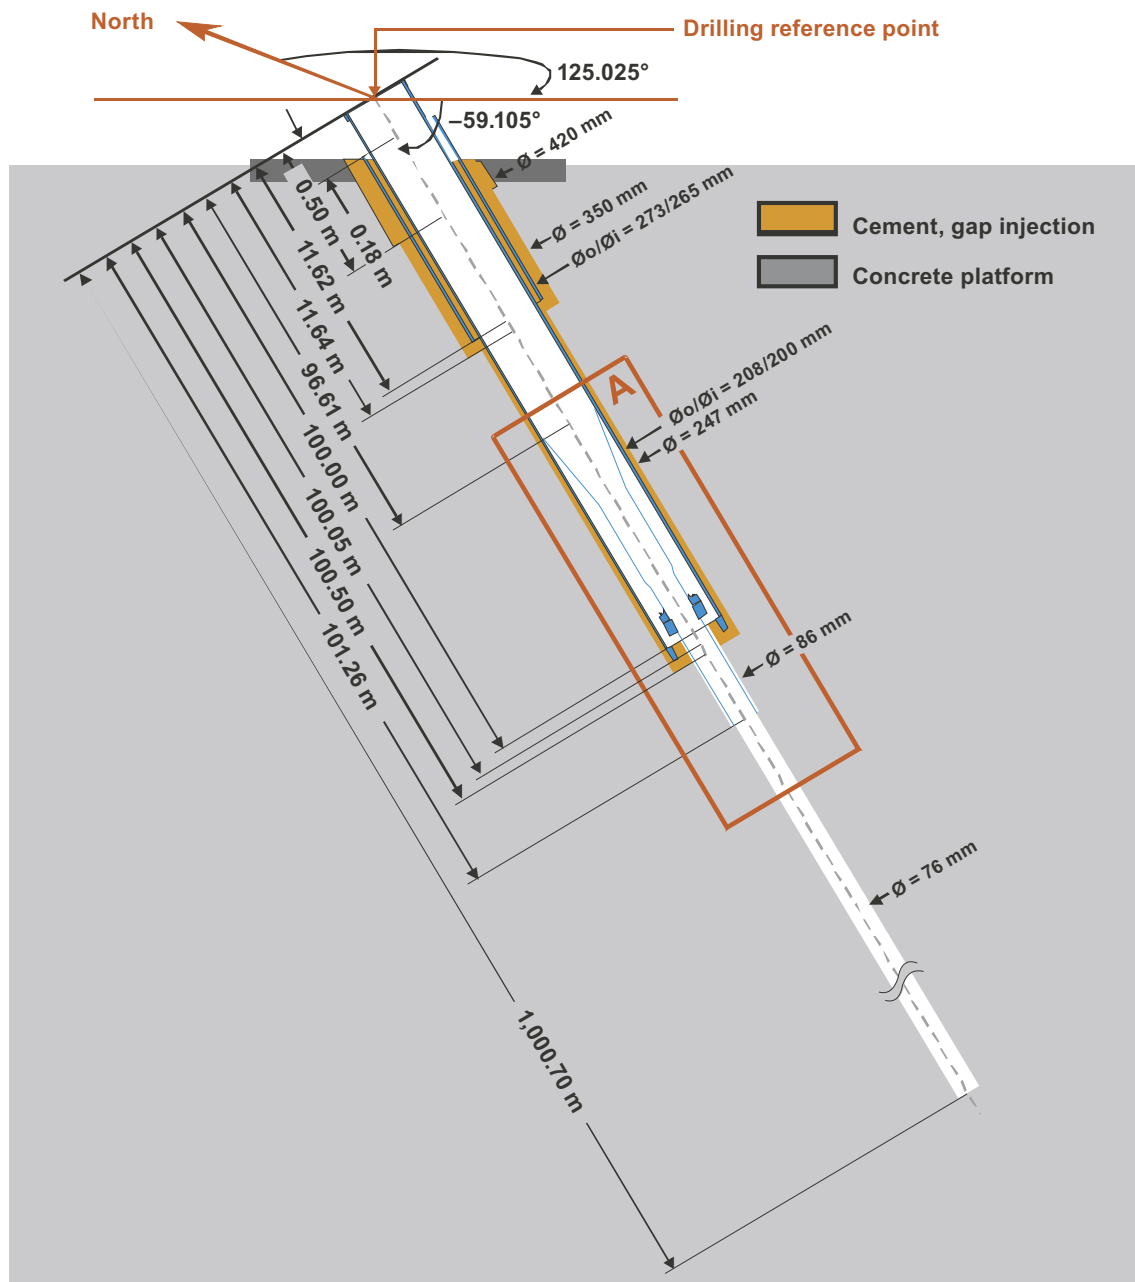 North
Drilling reference point
125.025°
–59.105°
Ø = 420 mm
Ø = 350 mm
Øo/Øi = 273/265 mm
Cement, gap injection
Concrete platform
0.50 m
0.18 m
11.62 m
11.64 m
96.61 m
100.00 m
100.05 m
100.50 m
101.26 m
A
Øo/Øi = 208/200 mm
Ø = 247 mm
Ø = 86 mm
Ø = 76 mm
1,000.70 m